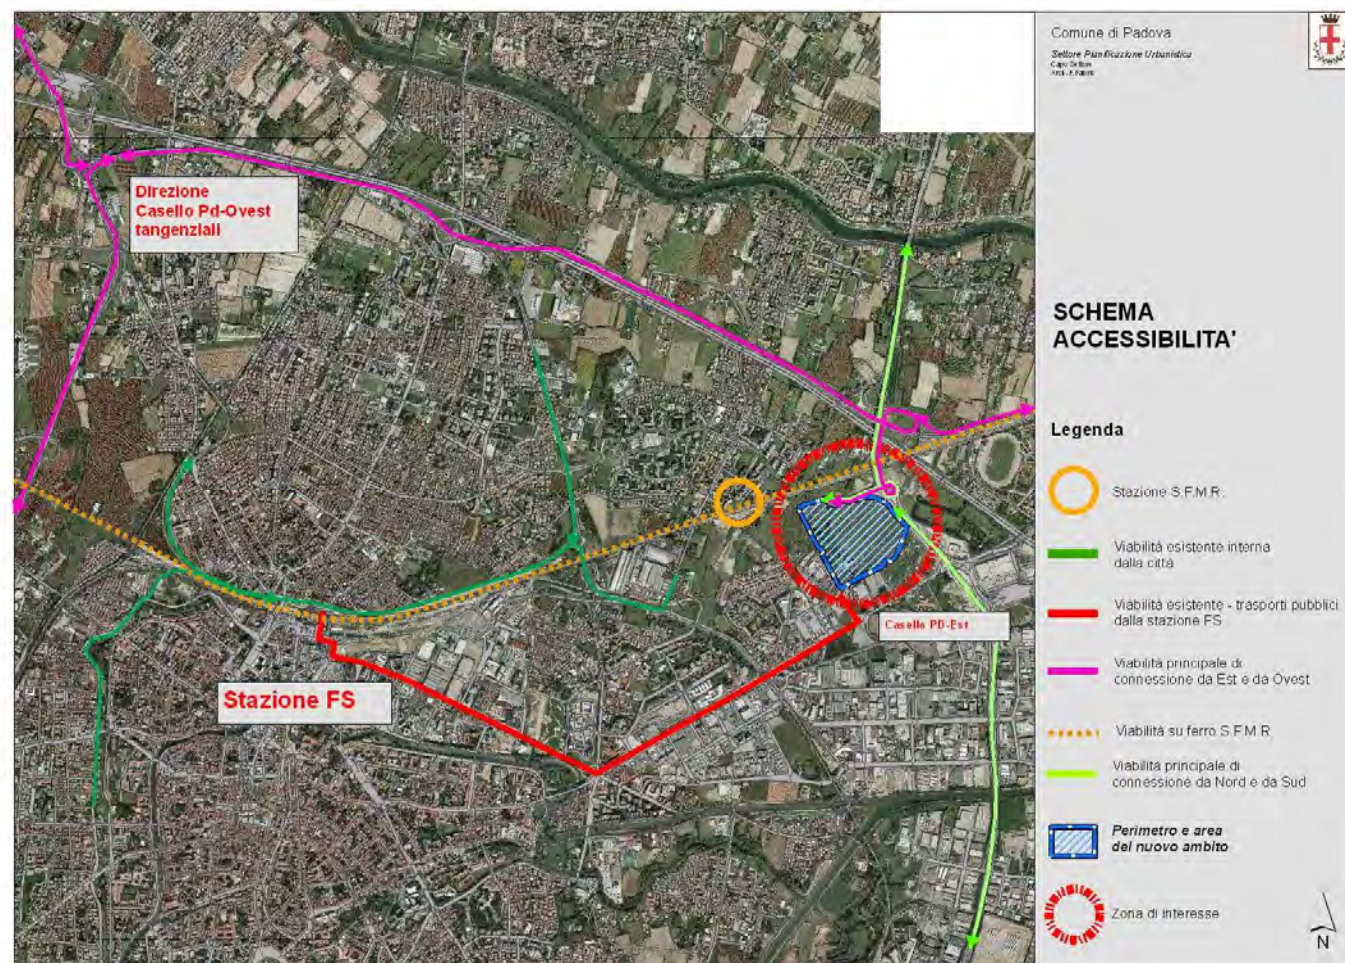 Comune di Padova
Settore Pianificazione Urbanistica
Capo Settore
Direzione
Casello Pd-Ovest
tangenziali
SCHEMA
ACCESSIBILITA'
Legenda
Stazione S.F.M.R.
Viabilità esistente interna
dalla città
Viabilità esistente - trasporti pubblici
dalla stazione FS
Casello PD-Est
Viabilità principale di
connessione da Est e da Ovest
Stazione FS
Viabilità su ferro S.F.M.R.
Viabilità principale di
connessione da Nord e da Sud
Perimetro e area
del nuovo ambito
Zona di interesse
N